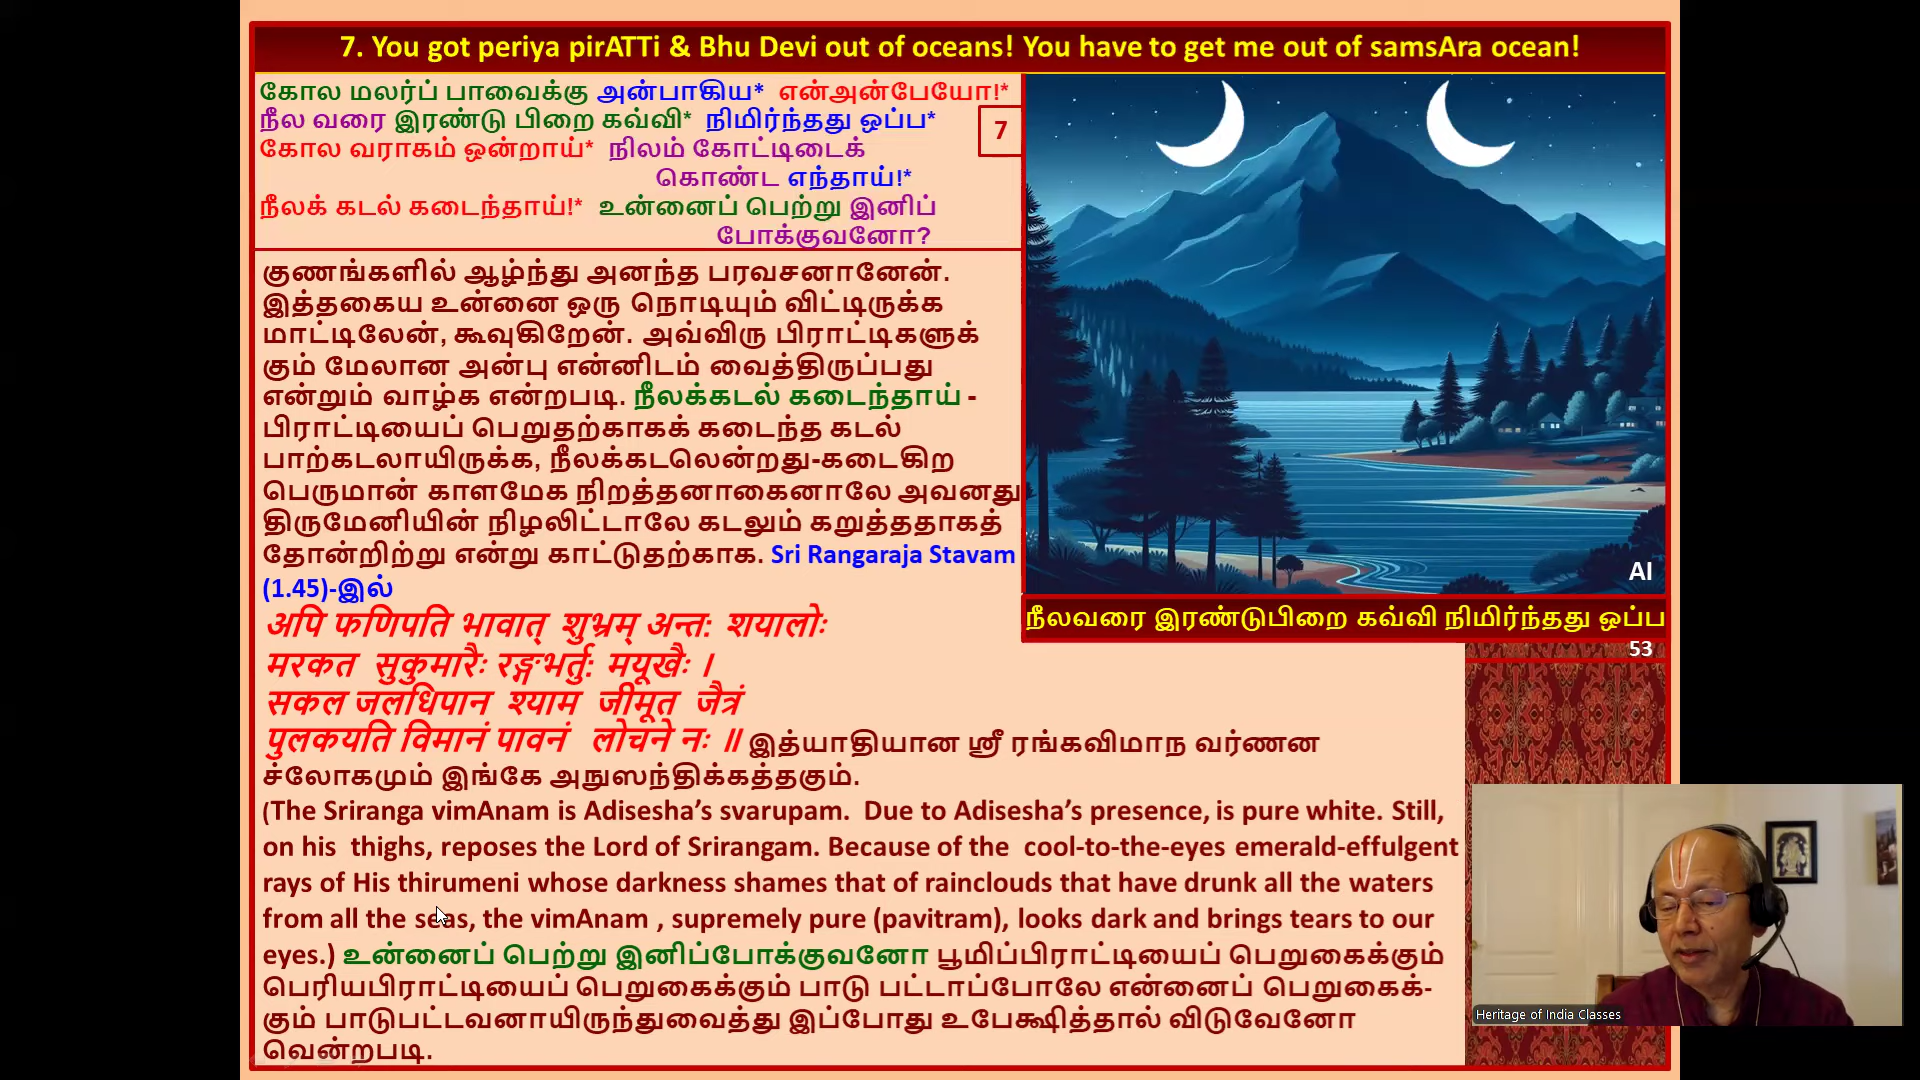 7. You got periya pirATTi & Bhu Devi out of oceans! You have to get me out of samsAra ocean!
கோல மலர்ப் பாவைக்கு அன்பாகிய* என்அன்பேயோ!*
நீல வரை இரண்டு பிறை கவ்வி* நிமிர்ந்தது ஒப்ப*
கோல வராகம் ஒன்றாய்* நிலம் கோட்டிடைக்
கொண்ட எந்தாய்!*
நீலக் கடல் கடைந்தாய்!* உன்னைப் பெற்று இனிப்
போக்குவனோ?
7
குணங்களில் ஆழ்ந்து அனந்த பரவசனானேன்.
இத்தகைய உன்னை ஒரு நொடியும் விட்டிருக்க
மாட்டிலேன், கூவுகிறேன். அவ்விரு பிராட்டிகளுக்
கும் மேலான அன்பு என்னிடம் வைத்திருப்பது
என்றும் வாழ்க என்றபடி. நீலக்கடல் கடைந்தாய் -
பிராட்டியைப் பெறுதற்காகக் கடைந்த கடல்
பாற்கடலாயிருக்க, நீலக்கடலென்றது-கடைகிற
பெருமான் காளமேக நிறத்தனாகைனாலே அவனது
திருமேனியின் நிழலிட்டாலே கடலும் கறுத்ததாகத்
தோன்றிற்று என்று காட்டுதற்காக. Sri Rangaraja Stavam
(1.45)-இல்
अपि फणिपति भावात् शुभ्रम् अन्त: शयालोः
मरकत सुकुमारैः रङ्गभर्तु: मयूखैः ।
सकल जलधिपान श्याम जीमूत जैत्रं
पुलकयति विमानं पावनं लोचने नः ॥ இத்யாதியான ஸ்ரீ ரங்கவிமாந வர்ணன
ச்லோகமும் இங்கே அநுஸந்திக்கத்தகும்.
(The Sriranga vimAnam is Adisesha’s svarupam. Due to Adisesha’s presence, is pure white. Still,
on his thighs, reposes the Lord of Srirangam. Because of the cool-to-the-eyes emerald-effulgent
rays of His thirumeni whose darkness shames that of rainclouds that have drunk all the waters
from all the seas, the vimAnam , supremely pure (pavitram), looks dark and brings tears to our
eyes.) உன்னைப் பெற்று இனிப்போக்குவனோ பூமிப்பிராட்டியைப் பெறுகைக்கும்
பெரியபிராட்டியைப் பெறுகைக்கும் பாடு பட்டாப்போலே என்னைப் பெறுகைக்-
கும் பாடுபட்டவனாயிருந்துவைத்து இப்போது உபேக்ஷித்தால் விடுவேனோ
வென்றபடி.
AI
நீலவரை இரண்டுபிறை கவ்வி நிமிர்ந்தது ஒப்ப
53
Heritage of India Classes